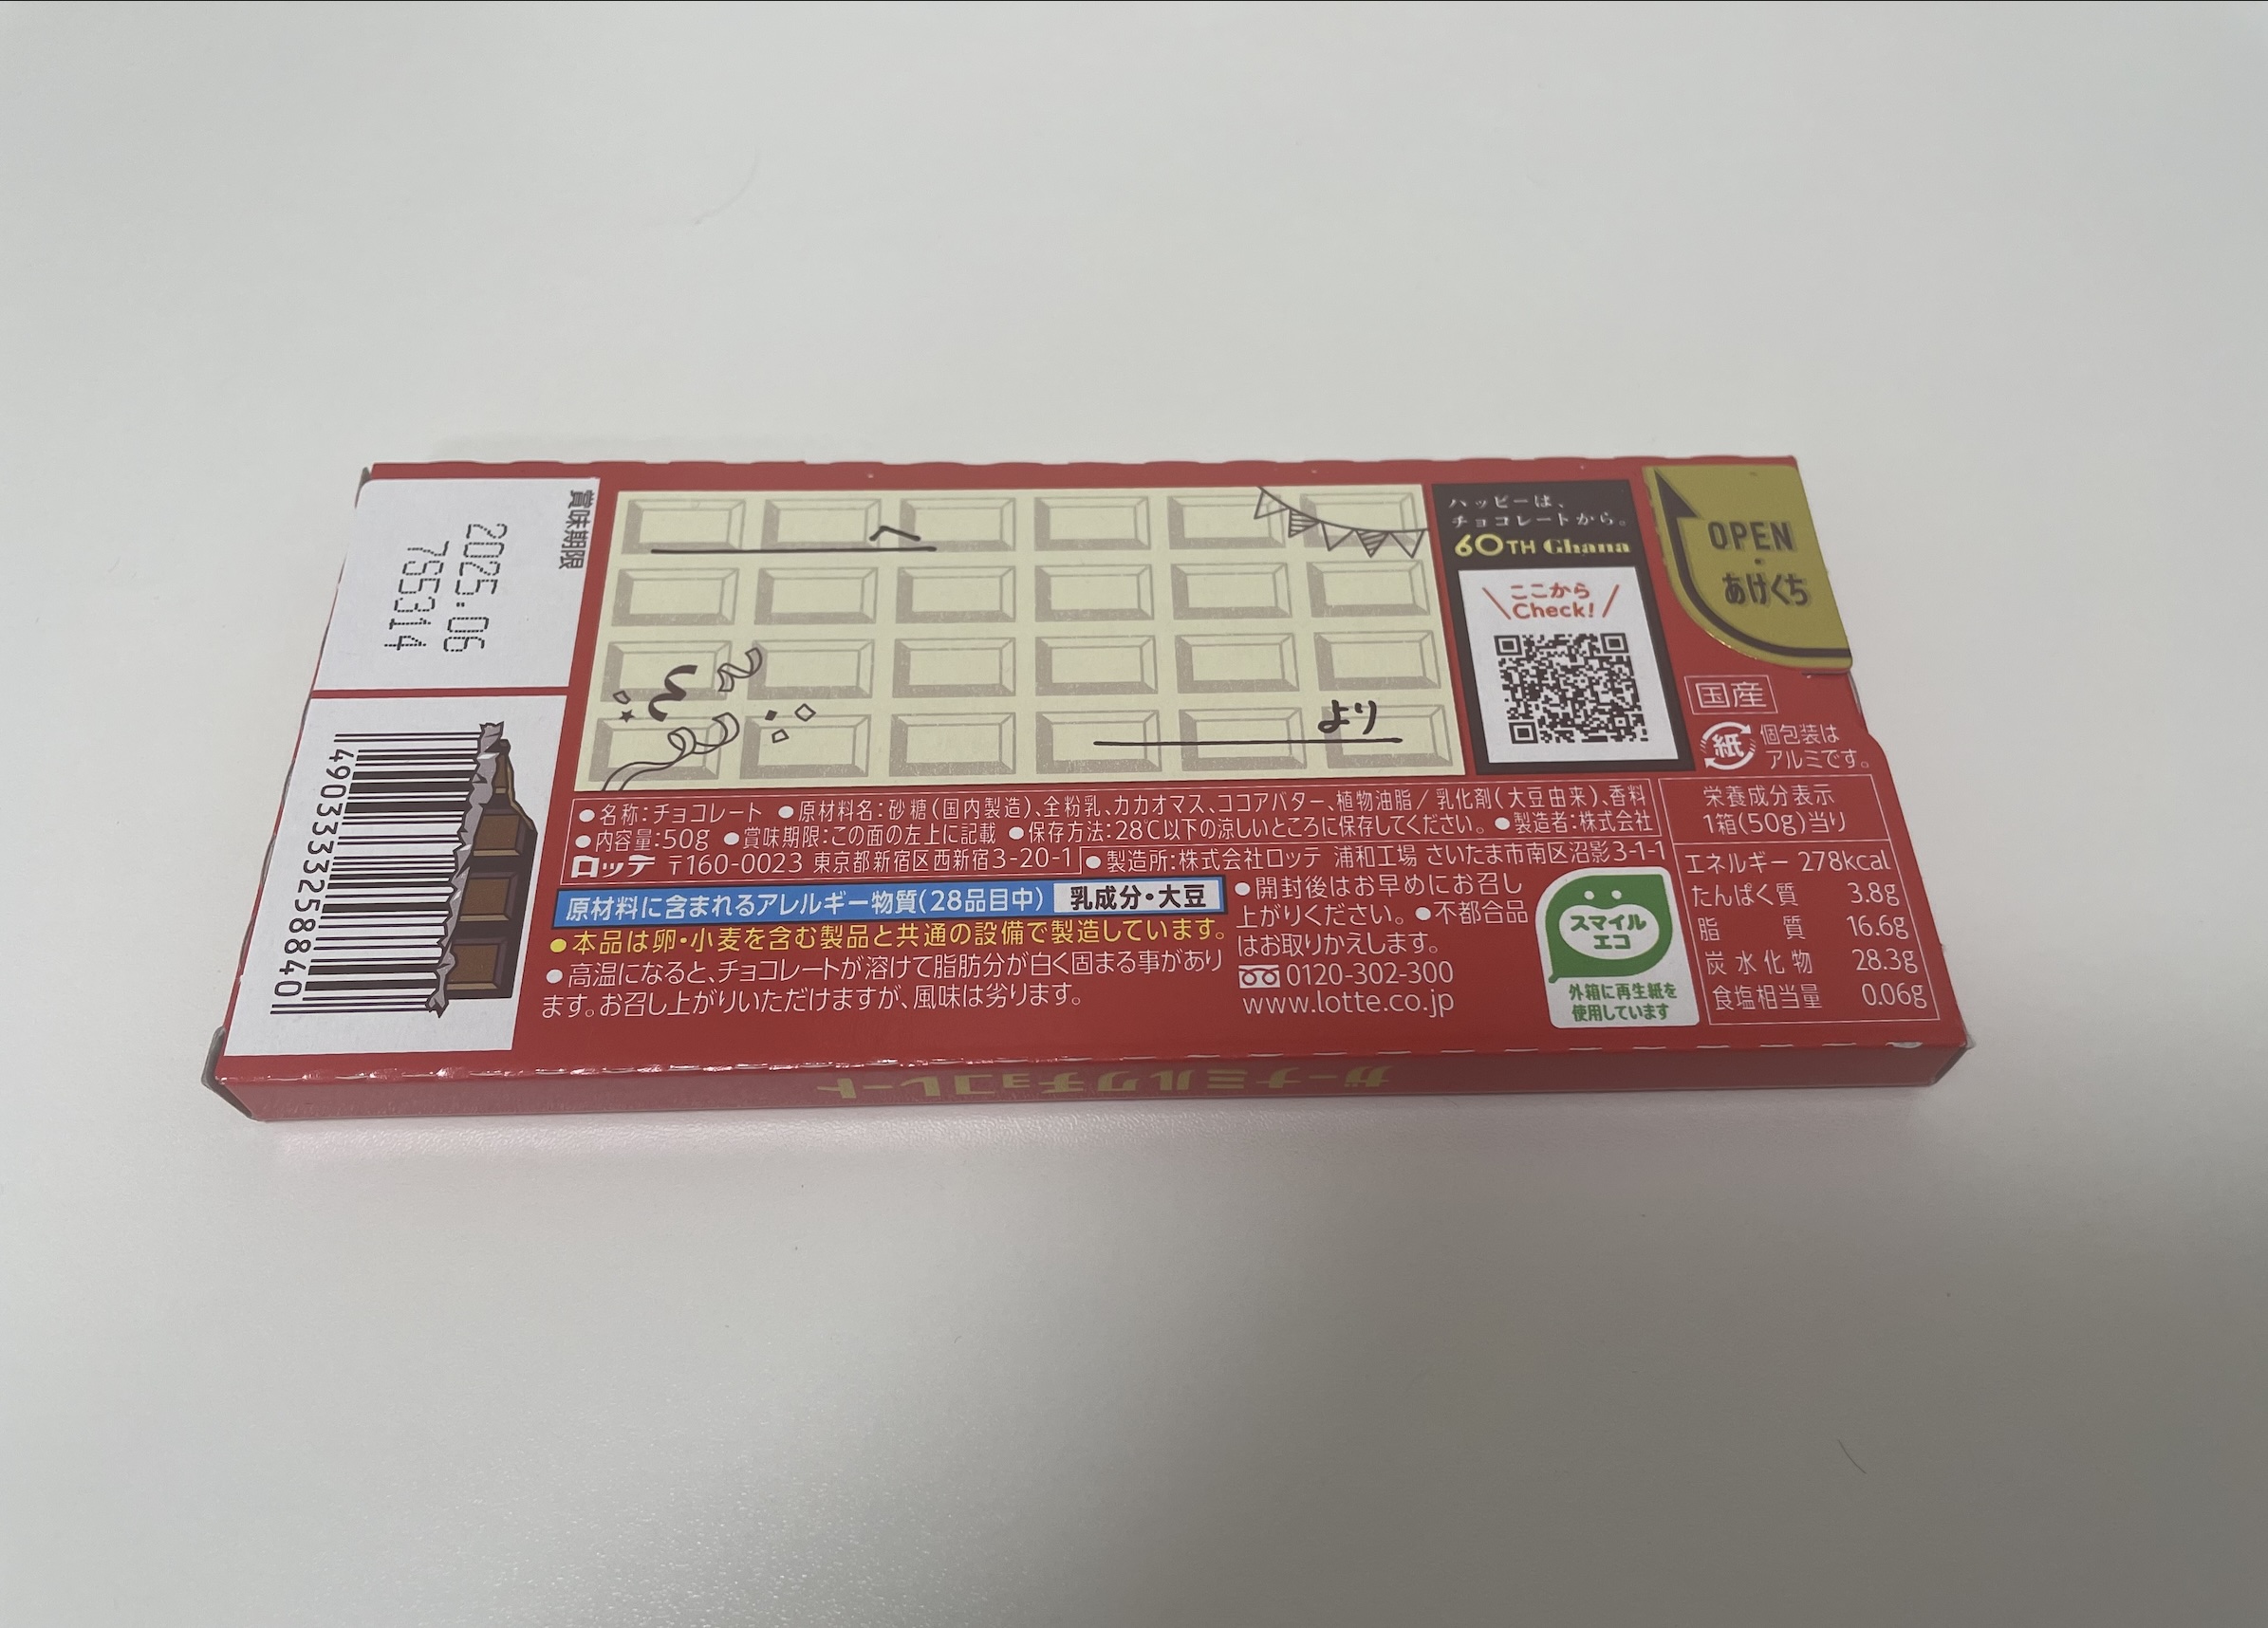 賞味期限
2025.06
7S5314
4903333258840
へ
より
ハッピーは、
チョコレートから。
60TH Ghana
ここから
Check!
OPEN
・
あけくち
国産
紙
個包装は
アルミです。
●名称：チョコレート ●原材料名：砂糖（国内製造）、全粉乳、カカオマス、ココアバター、植物油脂／乳化剤（大豆由来）、香料
●内容量：50g ●賞味期限：この面の左上に記載 ●保存方法：28℃以下の涼しいところに保存してください。 ●製造者：株式会社
ロッテ 〒160-0023 東京都新宿区西新宿3-20-1 ●製造所：株式会社ロッテ 浦和工場 さいたま市南区沼影3-1-1
原材料に含まれるアレルギー物質（28品目中） 乳成分・大豆
●本品は卵・小麦を含む製品と共通の設備で製造しています。
●高温になると、チョコレートが溶けて脂肪分が白く固まる事があり
ます。お召し上がりいただけますが、風味は劣ります。
●開封後はお早めにお召し
上がりください。●不都合品
はお取りかえします。
0120-302-300
www.lotte.co.jp
スマイル
エコ
外箱に再生紙を
使用しています
栄養成分表示
1箱（50g）当り
エネルギー 278kcal
たんぱく質 3.8g
脂質 16.6g
炭水化物 28.3g
食塩相当量 0.06g
ガーナミルクチョコレート